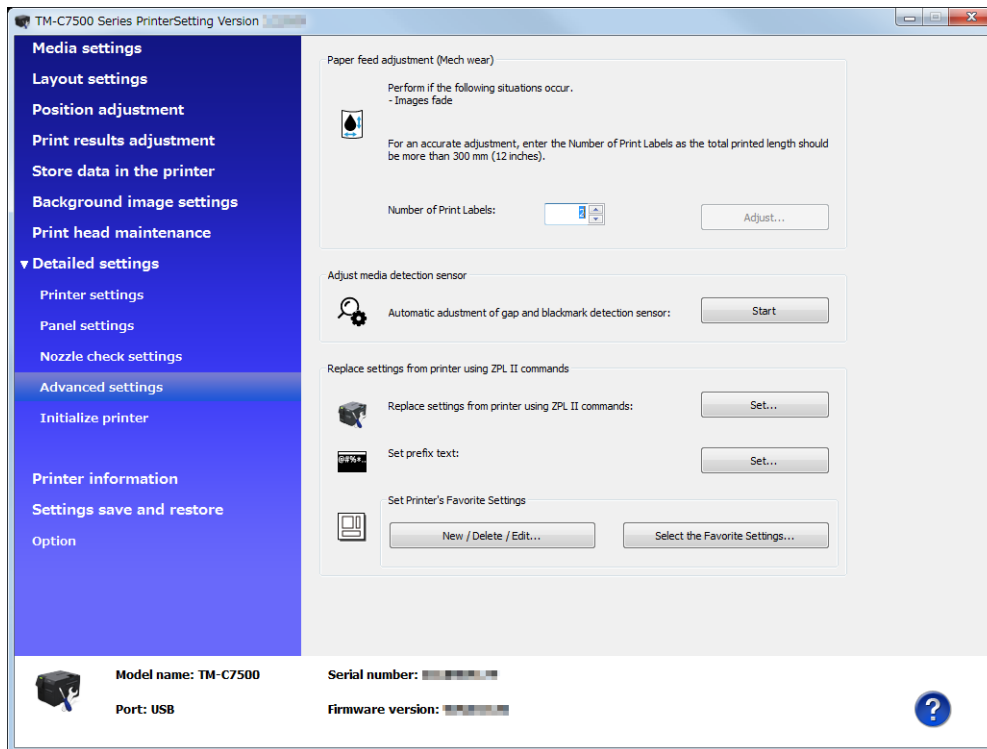 TM-C7500 Series PrinterSetting Version
Media settings
Layout settings
Position adjustment
Print results adjustment
Store data in the printer
Background image settings
Print head maintenance
▼ Detailed settings
Printer settings
Panel settings
Nozzle check settings
Advanced settings
Initialize printer
Printer information
Settings save and restore
Option
Paper feed adjustment (Mech wear)
Perform if the following situations occur.
- Images fade
For an accurate adjustment, enter the Number of Print Labels as the total printed length should
be more than 300 mm (12 inches).
Number of Print Labels: 2 Adjust...
Adjust media detection sensor
Automatic adustment of gap and blackmark detection sensor: Start
Replace settings from printer using ZPL II commands
Replace settings from printer using ZPL II commands: Set...
@#%*..
Set prefix text: Set...
Set Printer's Favorite Settings
New / Delete / Edit... Select the Favorite Settings...
Model name: TM-C7500 Serial number:
Port: USB Firmware version:
?